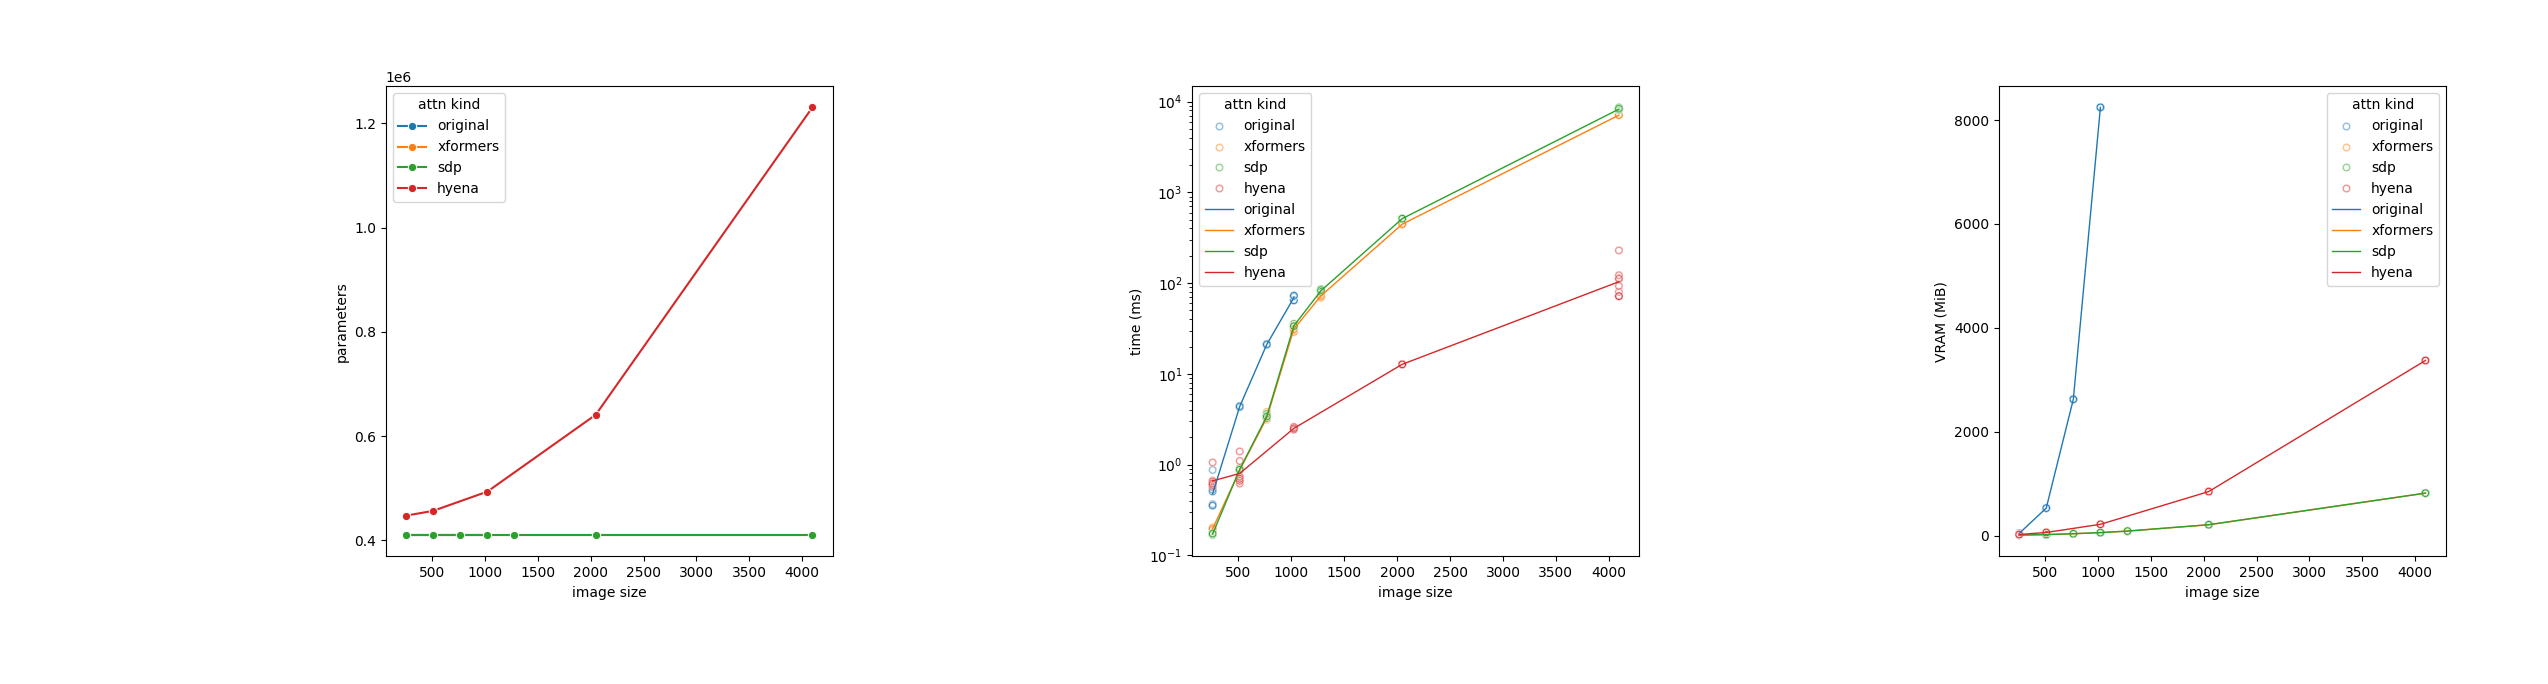 1e6
attn kind
original
xformers
sdp
hyena
1.2
1.0
0.8
0.6
0.4
parameters
500 1000 1500 2000 2500 3000 3500 4000
image size
attn kind
original
xformers
sdp
hyena
original
xformers
sdp
hyena
10^4
10^3
10^2
10^1
10^0
10^−1
time (ms)
500 1000 1500 2000 2500 3000 3500 4000
image size
attn kind
original
xformers
sdp
hyena
original
xformers
sdp
hyena
8000
6000
4000
2000
0
VRAM (MiB)
500 1000 1500 2000 2500 3000 3500 4000
image size